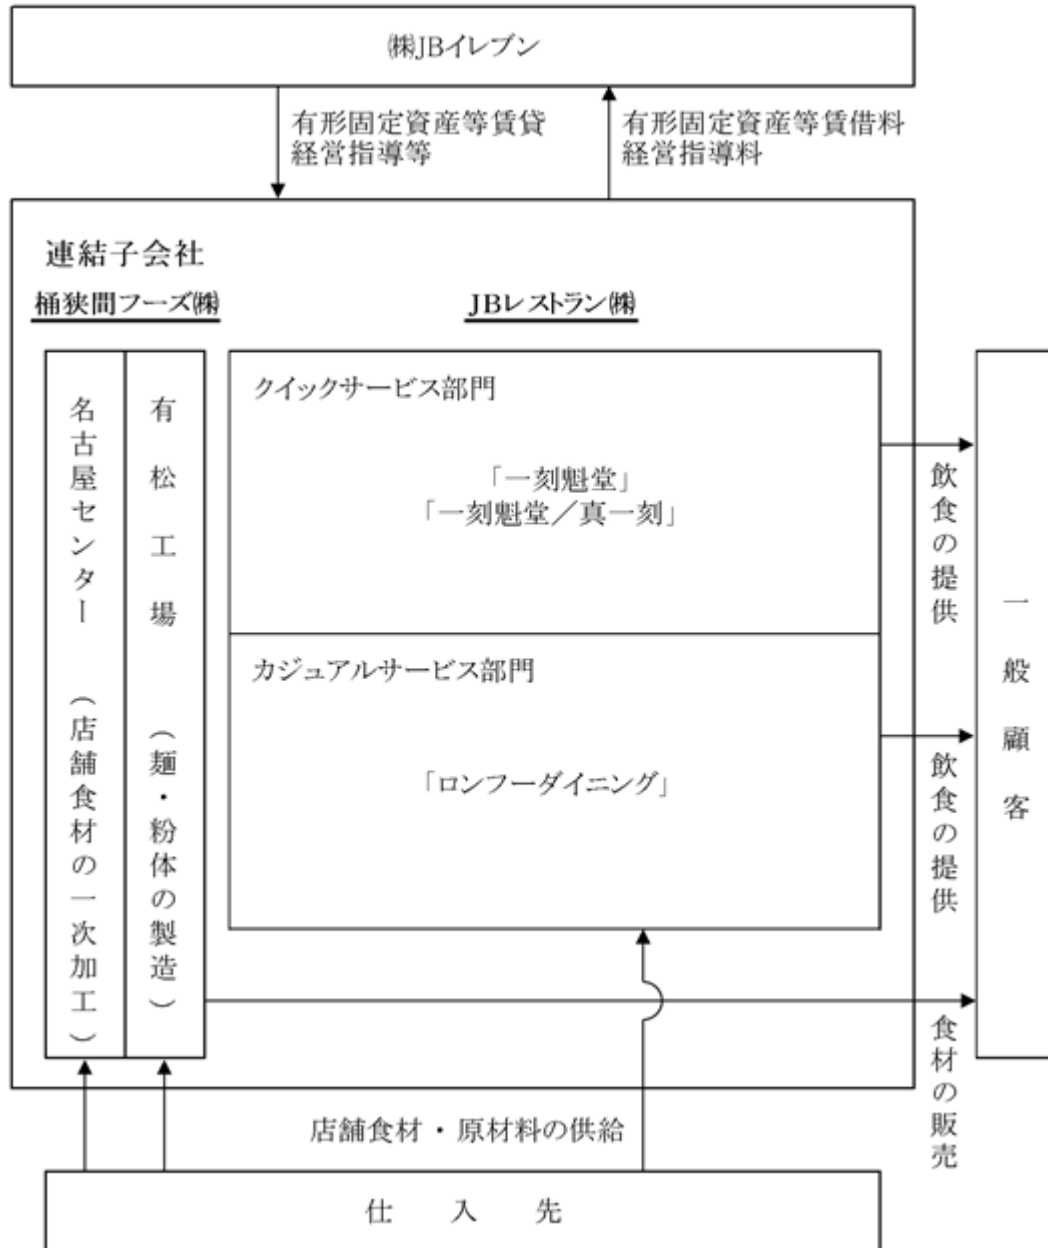 ㈱JBイレブン
有形固定資産等賃貸
経営指導等
有形固定資産等賃借料
経営指導料
連結子会社
桶狭間フーズ㈱
JBレストラン㈱
名古屋センター（店舗食材の一次加工）
有松工場（麺・粉体の製造）
クイックサービス部門
「一刻魁堂」
「一刻魁堂／真一刻」
カジュアルサービス部門
「ロンフーダイニング」
飲食の提供
飲食の提供
食材の販売
一般顧客
店舗食材・原材料の供給
仕入先